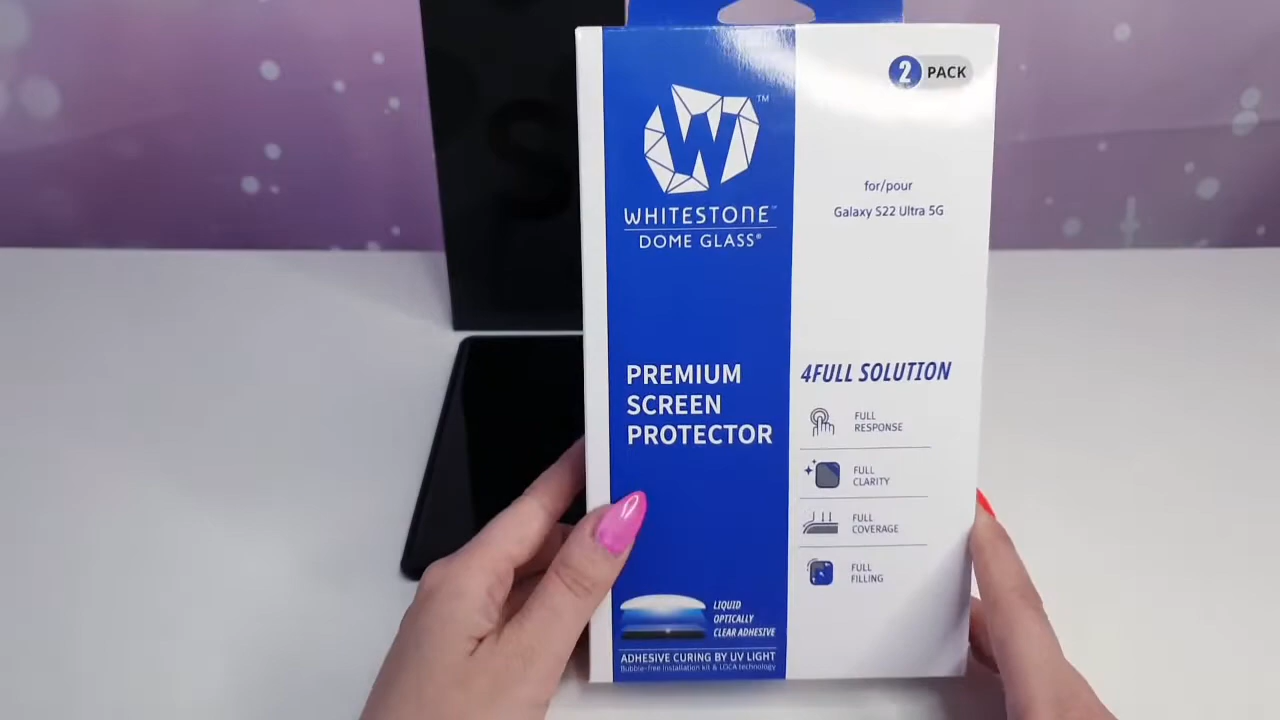 2 PACK
W™
WHITESTONE™
DOME GLASS®
for/pour
Galaxy S22 Ultra 5G
PREMIUM
SCREEN
PROTECTOR
4FULL SOLUTION
FULL
RESPONSE
FULL
CLARITY
FULL
COVERAGE
FULL
FILLING
LIQUID
OPTICALLY
CLEAR ADHESIVE
ADHESIVE CURING BY UV LIGHT
Bubble-free installation kit & LOCA technology
S